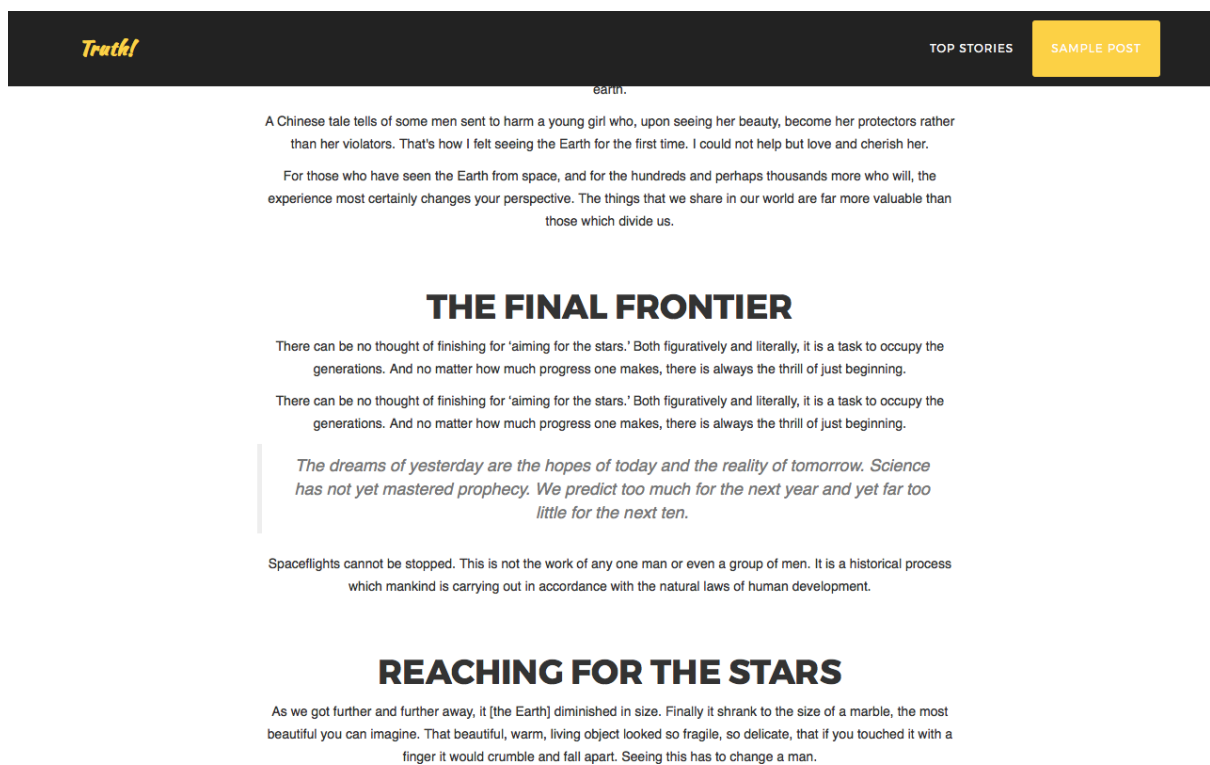 Truth!
TOP STORIES
SAMPLE POST
earth.
A Chinese tale tells of some men sent to harm a young girl who, upon seeing her beauty, become her protectors rather
than her violators. That's how I felt seeing the Earth for the first time. I could not help but love and cherish her.
For those who have seen the Earth from space, and for the hundreds and perhaps thousands more who will, the
experience most certainly changes your perspective. The things that we share in our world are far more valuable than
those which divide us.
THE FINAL FRONTIER
There can be no thought of finishing for ‘aiming for the stars.’ Both figuratively and literally, it is a task to occupy the
generations. And no matter how much progress one makes, there is always the thrill of just beginning.
There can be no thought of finishing for ‘aiming for the stars.’ Both figuratively and literally, it is a task to occupy the
generations. And no matter how much progress one makes, there is always the thrill of just beginning.
The dreams of yesterday are the hopes of today and the reality of tomorrow. Science
has not yet mastered prophecy. We predict too much for the next year and yet far too
little for the next ten.
Spaceflights cannot be stopped. This is not the work of any one man or even a group of men. It is a historical process
which mankind is carrying out in accordance with the natural laws of human development.
REACHING FOR THE STARS
As we got further and further away, it [the Earth] diminished in size. Finally it shrank to the size of a marble, the most
beautiful you can imagine. That beautiful, warm, living object looked so fragile, so delicate, that if you touched it with a
finger it would crumble and fall apart. Seeing this has to change a man.